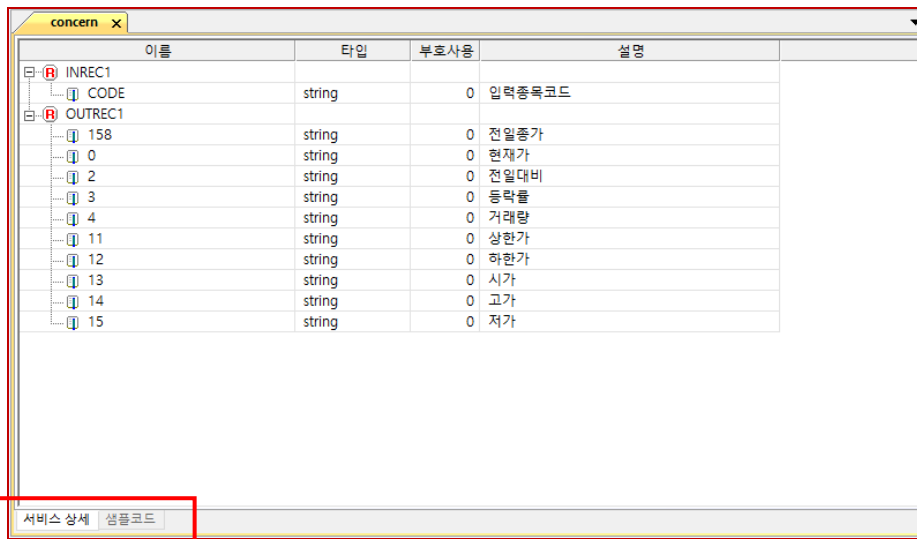 concern x
이름 타입 부호사용 설명
R INREC1
CODE string 0 입력종목코드
R OUTREC1
158 string 0 전일종가
0 string 0 현재가
2 string 0 전일대비
3 string 0 등락률
4 string 0 거래량
11 string 0 상한가
12 string 0 하한가
13 string 0 시가
14 string 0 고가
15 string 0 저가
서비스 상세 샘플코드